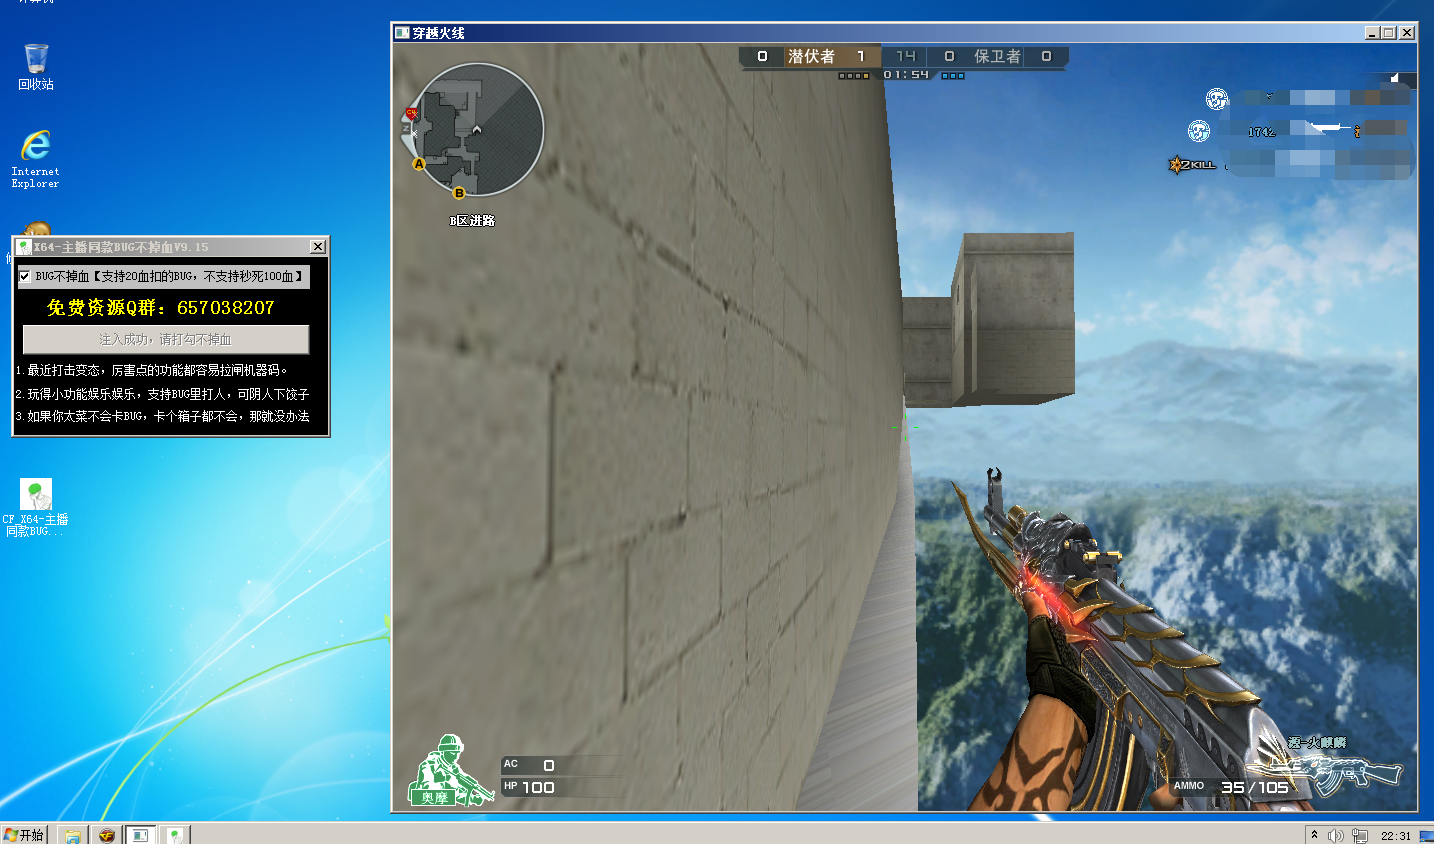 回收站
Internet
Explorer
X64-主播同款BUG不掉血V9.15
BUG不掉血【支持20血扣的BUG，不支持秒死100血】
免费资源Q群：657038207
注入成功，请打勾不掉血
1.最近打击变态，厉害点的功能都容易拉闸机器码。
2.玩得小功能娱乐娱乐，支持BUG里打人，可阴人下饺子
3.如果你太菜不会卡BUG，卡个箱子都不会，那就没办法
CF_X64-主播
同款BUG...
穿越火线
0 潜伏者 1 14 0 保卫者 0
01:54
N
A
B
B区进路
1742
2KILL
源-火麒麟
奥摩
AC 0
HP 100
AMMO 35/105
开始
22:31